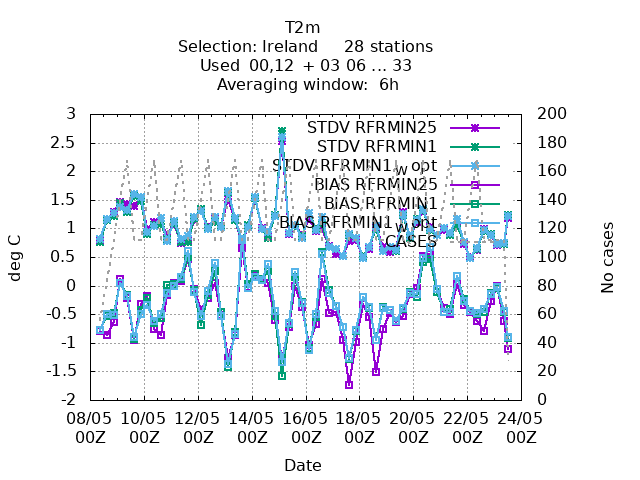 T2m
Selection: Ireland 28 stations
Used 00,12 + 03 06 ... 33
Averaging window: 6h
STDV RFRMIN25
STDV RFRMIN1
STDV RFRMIN1_w_opt
BIAS RFRMIN25
BIAS RFRMIN1
BIAS RFRMIN1_w_opt
CASES
3
2.5
2
1.5
1
0.5
0
-0.5
-1
-1.5
-2
deg C
200
180
160
140
120
100
80
60
40
20
0
No cases
08/05 10/05 12/05 14/05 16/05 18/05 20/05 22/05 24/05
00Z 00Z 00Z 00Z 00Z 00Z 00Z 00Z 00Z
Date